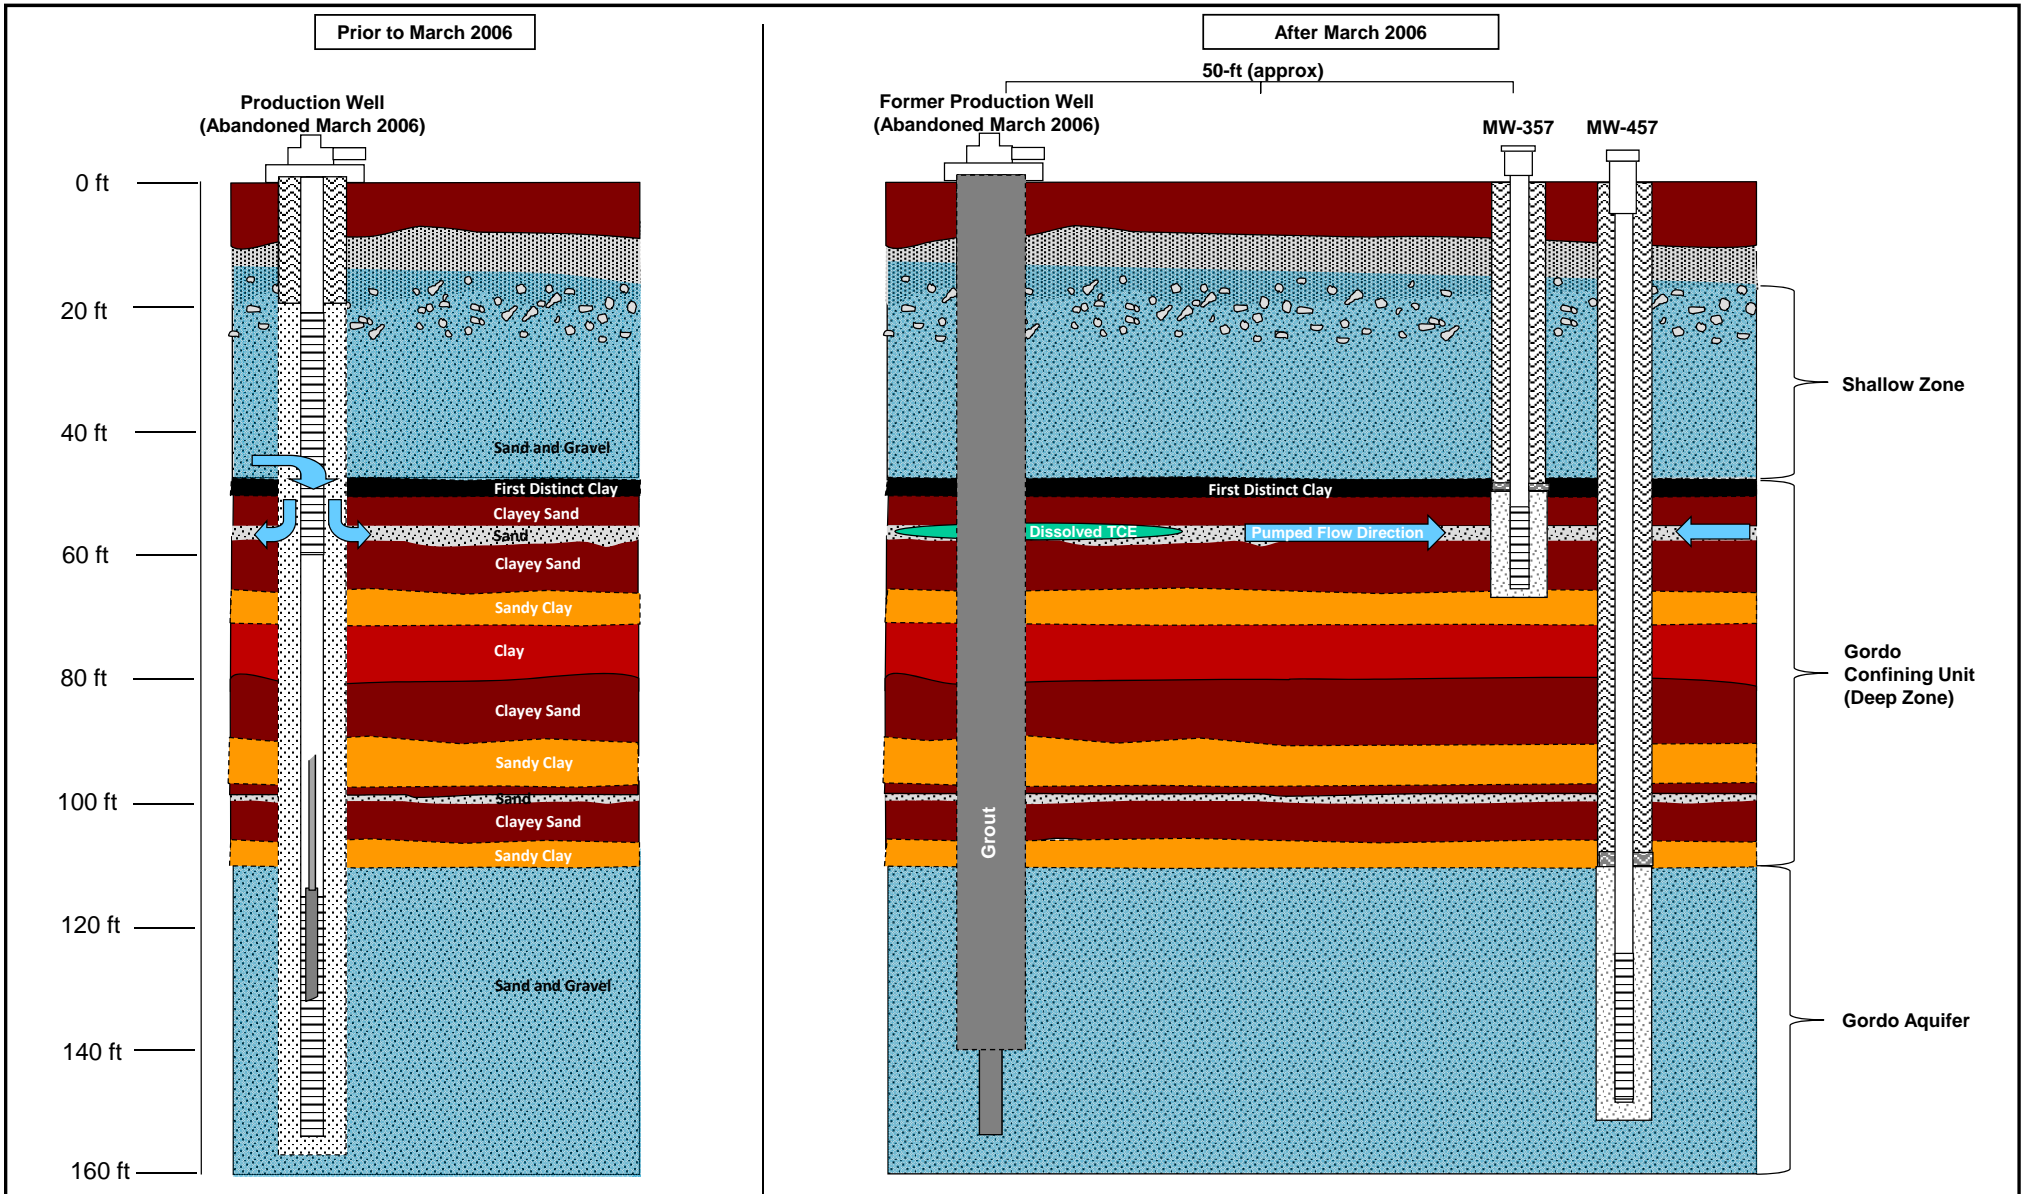 Prior to March 2006
After March 2006
50-ft (approx)
Production Well
(Abandoned March 2006)
Former Production Well
(Abandoned March 2006)
MW-357
MW-457
0 ft
20 ft
40 ft
60 ft
80 ft
100 ft
120 ft
140 ft
160 ft
Sand and Gravel
First Distinct Clay
Clayey Sand
Sand
Clayey Sand
Sandy Clay
Clay
Clayey Sand
Sandy Clay
Sand
Clayey Sand
Sandy Clay
Sand and Gravel
First Distinct Clay
Dissolved TCE
Pumped Flow Direction
Grout
Shallow Zone
Gordo
Confining Unit
(Deep Zone)
Gordo Aquifer